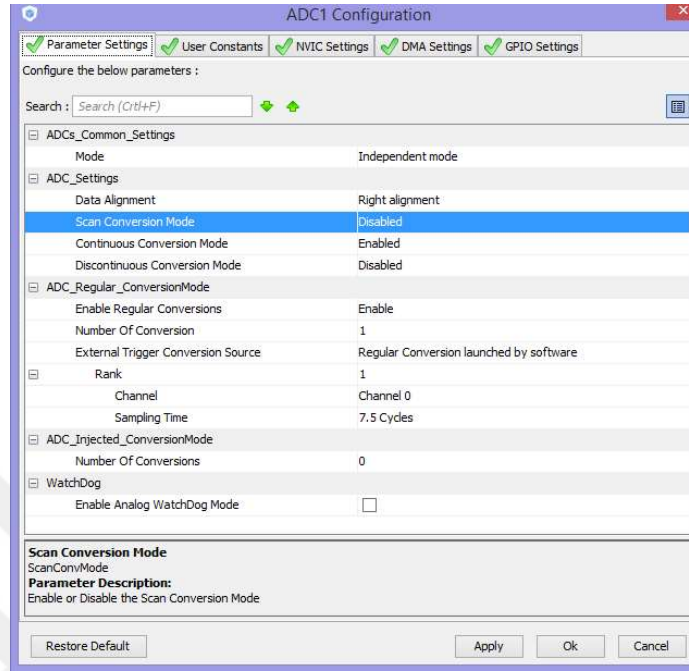 ADC1 Configuration
Parameter Settings User Constants NVIC Settings DMA Settings GPIO Settings
Configure the below parameters :
Search : Search (Crtl+F)
ADCs_Common_Settings
Mode Independent mode
ADC_Settings
Data Alignment Right alignment
Scan Conversion Mode Disabled
Continuous Conversion Mode Enabled
Discontinuous Conversion Mode Disabled
ADC_Regular_ConversionMode
Enable Regular Conversions Enable
Number Of Conversion 1
External Trigger Conversion Source Regular Conversion launched by software
Rank 1
Channel Channel 0
Sampling Time 7.5 Cycles
ADC_Injected_ConversionMode
Number Of Conversions 0
WatchDog
Enable Analog WatchDog Mode
Scan Conversion Mode
ScanConvMode
Parameter Description:
Enable or Disable the Scan Conversion Mode
Restore Default Apply Ok Cancel